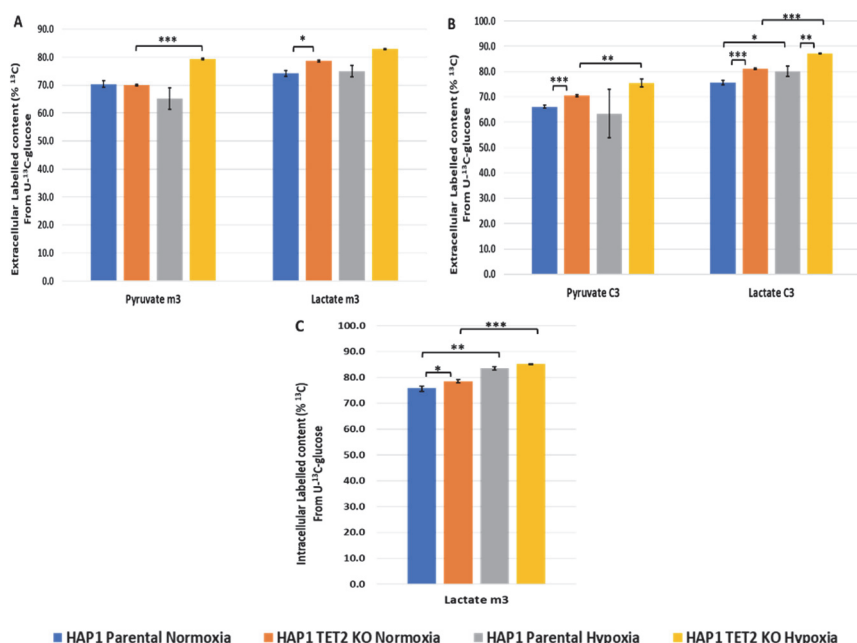 A
Extracellular Labelled content (% ¹³C)
From U-¹³C-glucose
90.0
80.0
70.0
60.0
50.0
40.0
30.0
20.0
10.0
0.0
***
*
Pyruvate m3
Lactate m3
B
Extracellular Labelled content (% ¹³C)
From U-¹³C-glucose
100.0
90.0
80.0
70.0
60.0
50.0
40.0
30.0
20.0
10.0
0.0
***
**
***
*
***
**
Pyruvate C3
Lactate C3
C
Intracellular Labelled content (% ¹³C)
From U-¹³C-glucose
100.0
90.0
80.0
70.0
60.0
50.0
40.0
30.0
20.0
10.0
0.0
***
**
*
Lactate m3
HAP1 Parental Normoxia
HAP1 TET2 KO Normoxia
HAP1 Parental Hypoxia
HAP1 TET2 KO Hypoxia